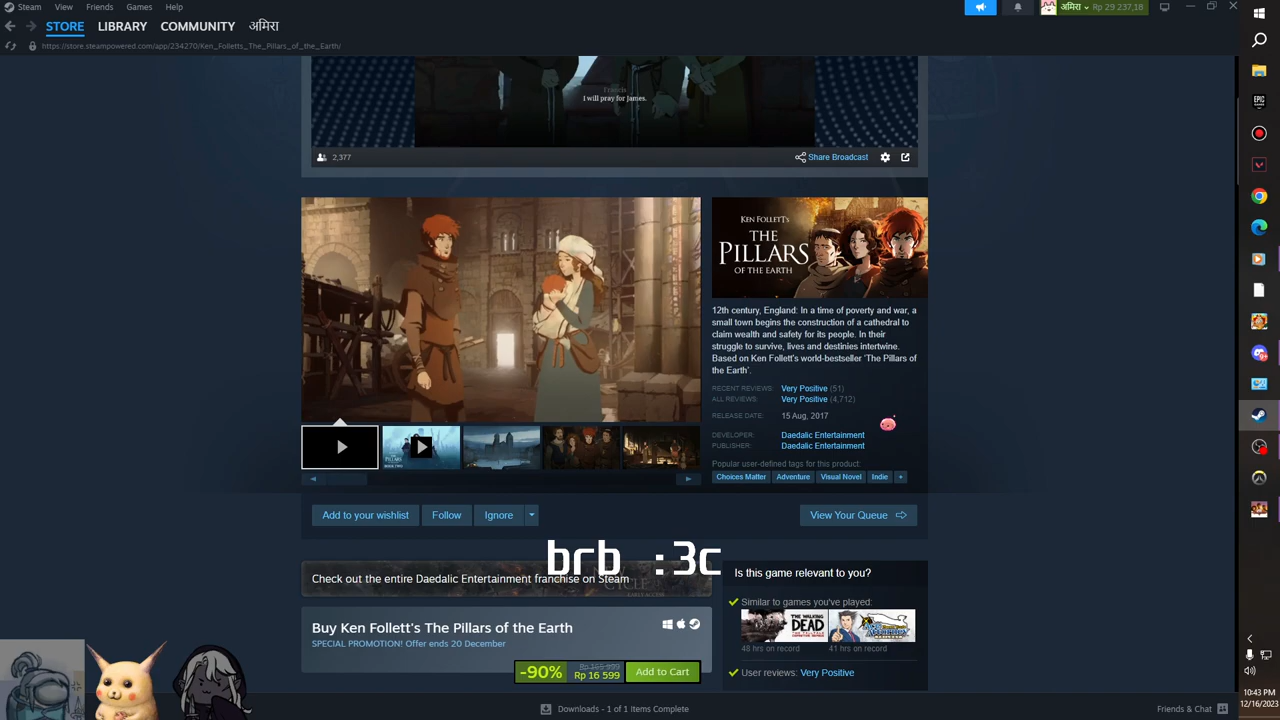 Steam View Friends Games Help
अमिरा Rp 29 237,18
STORE LIBRARY COMMUNITY अमिरा
https://store.steampowered.com/app/234270/Ken_Folletts_The_Pillars_of_the_Earth/
Francis
I will pray for James.
2,377
Share Broadcast
KEN FOLLETT's
THE
PILLARS
OF THE EARTH
12th century, England: In a time of poverty and war, a
small town begins the construction of a cathedral to
claim wealth and safety for its people. In their
struggle to survive, lives and destinies intertwine.
Based on Ken Follett's world-bestseller 'The Pillars of
the Earth'.
RECENT REVIEWS: Very Positive (51)
ALL REVIEWS: Very Positive (4,712)
RELEASE DATE: 15 Aug, 2017
DEVELOPER: Daedalic Entertainment
PUBLISHER: Daedalic Entertainment
Popular user-defined tags for this product:
Choices Matter Adventure Visual Novel Indie +
Add to your wishlist Follow Ignore
View Your Queue
brb :3c
Check out the entire Daedalic Entertainment franchise on Steam
Is this game relevant to you?
Similar to games you've played:
THE WALKING
DEAD
48 hrs on record 41 hrs on record
User reviews: Very Positive
Buy Ken Follett's The Pillars of the Earth
SPECIAL PROMOTION! Offer ends 20 December
-90% Rp 165 999 Rp 16 599 Add to Cart
Downloads - 1 of 1 Items Complete
Friends & Chat
EPIC
10:43 PM
12/16/2023